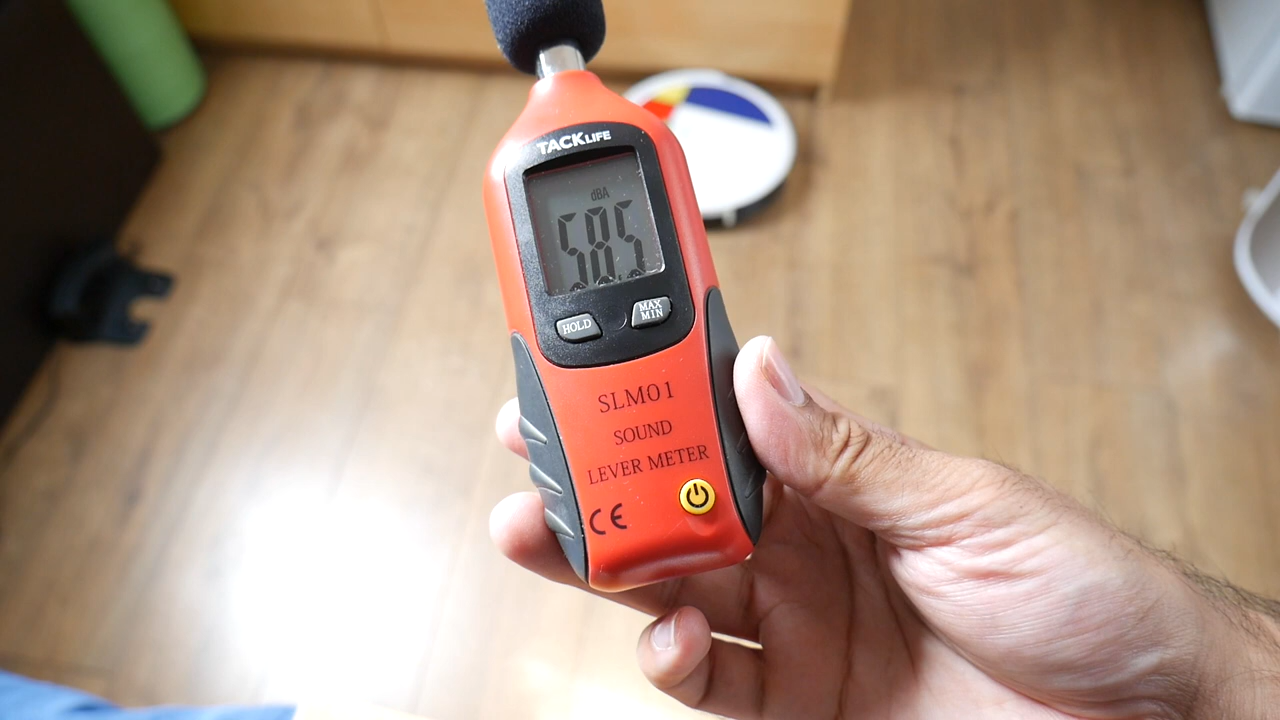 TACKLIFE
dBA
58.5
HOLD
MAX
MIN
SLM01
SOUND
LEVER METER
CE